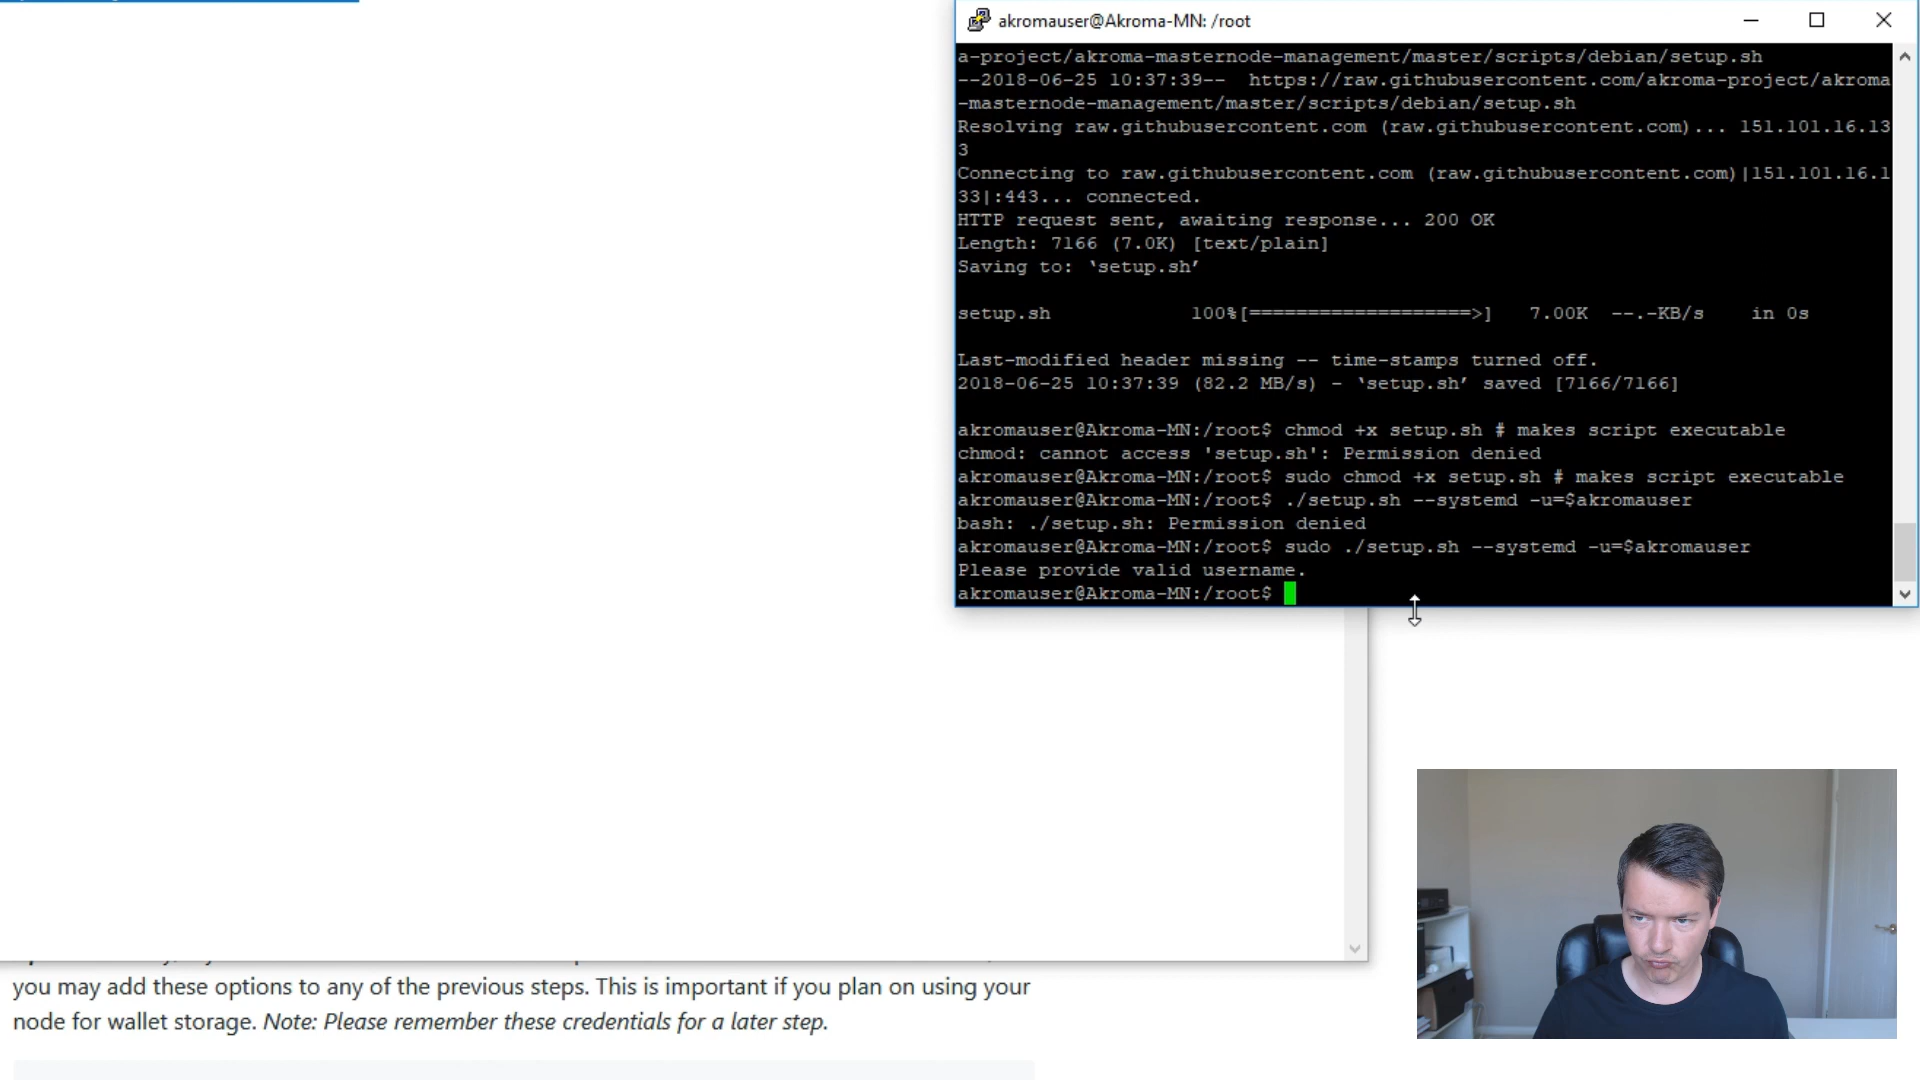 akromauser@Akroma-MN: /root
a-project/akroma-masternode-management/master/scripts/debian/setup.sh
--2018-06-25 10:37:39--  https://raw.githubusercontent.com/akroma-project/akroma
-masternode-management/master/scripts/debian/setup.sh
Resolving raw.githubusercontent.com (raw.githubusercontent.com)... 151.101.16.13
3
Connecting to raw.githubusercontent.com (raw.githubusercontent.com)|151.101.16.1
33|:443... connected.
HTTP request sent, awaiting response... 200 OK
Length: 7166 (7.0K) [text/plain]
Saving to: ‘setup.sh’
setup.sh            100%[===================>]   7.00K  --.-KB/s    in 0s
Last-modified header missing -- time-stamps turned off.
2018-06-25 10:37:39 (82.2 MB/s) - ‘setup.sh’ saved [7166/7166]
akromauser@Akroma-MN:/root$ chmod +x setup.sh # makes script executable
chmod: cannot access 'setup.sh': Permission denied
akromauser@Akroma-MN:/root$ sudo chmod +x setup.sh # makes script executable
akromauser@Akroma-MN:/root$ ./setup.sh --systemd -u=$akromauser
bash: ./setup.sh: Permission denied
akromauser@Akroma-MN:/root$ sudo ./setup.sh --systemd -u=$akromauser
Please provide valid username.
akromauser@Akroma-MN:/root$
you may add these options to any of the previous steps. This is important if you plan on using your
node for wallet storage. Note: Please remember these credentials for a later step.